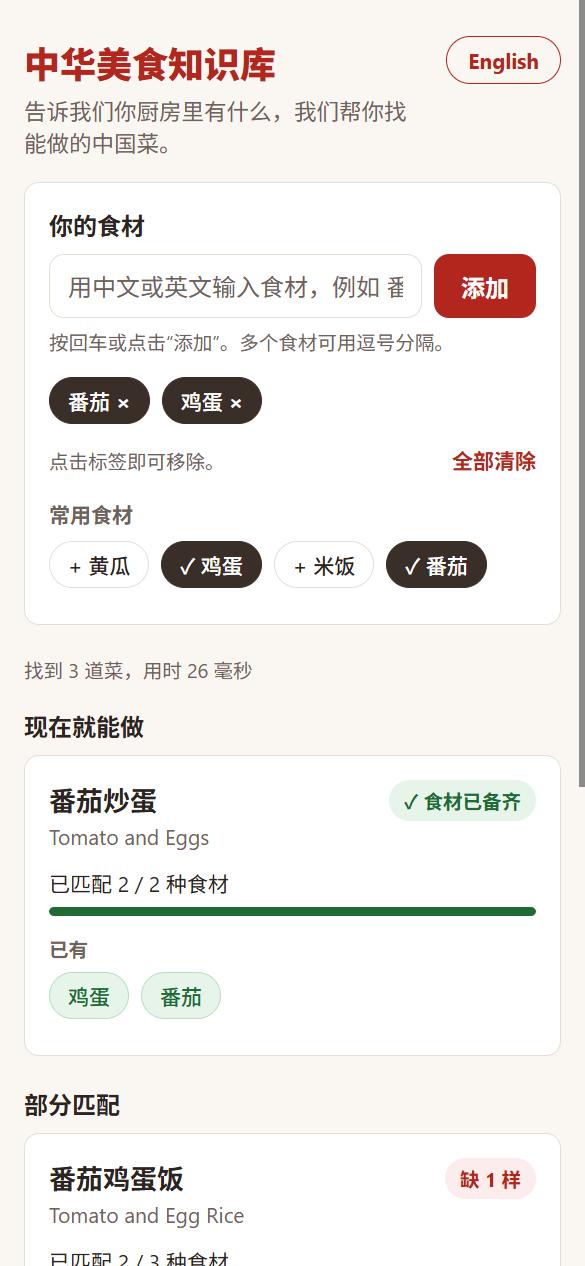 中华美食知识库
English
告诉我们你厨房里有什么，我们帮你找
能做的中国菜。
你的食材
用中文或英文输入食材，例如 番
添加
按回车或点击“添加”。多个食材可用逗号分隔。
番茄 × 鸡蛋 ×
点击标签即可移除。
全部清除
常用食材
+ 黄瓜 ✓ 鸡蛋 + 米饭 ✓ 番茄
找到 3 道菜，用时 26 毫秒
现在就能做
番茄炒蛋
✓ 食材已备齐
Tomato and Eggs
已匹配 2 / 2 种食材
已有
鸡蛋 番茄
部分匹配
番茄鸡蛋饭
缺 1 样
Tomato and Egg Rice
已匹配 2 / 3 种食材